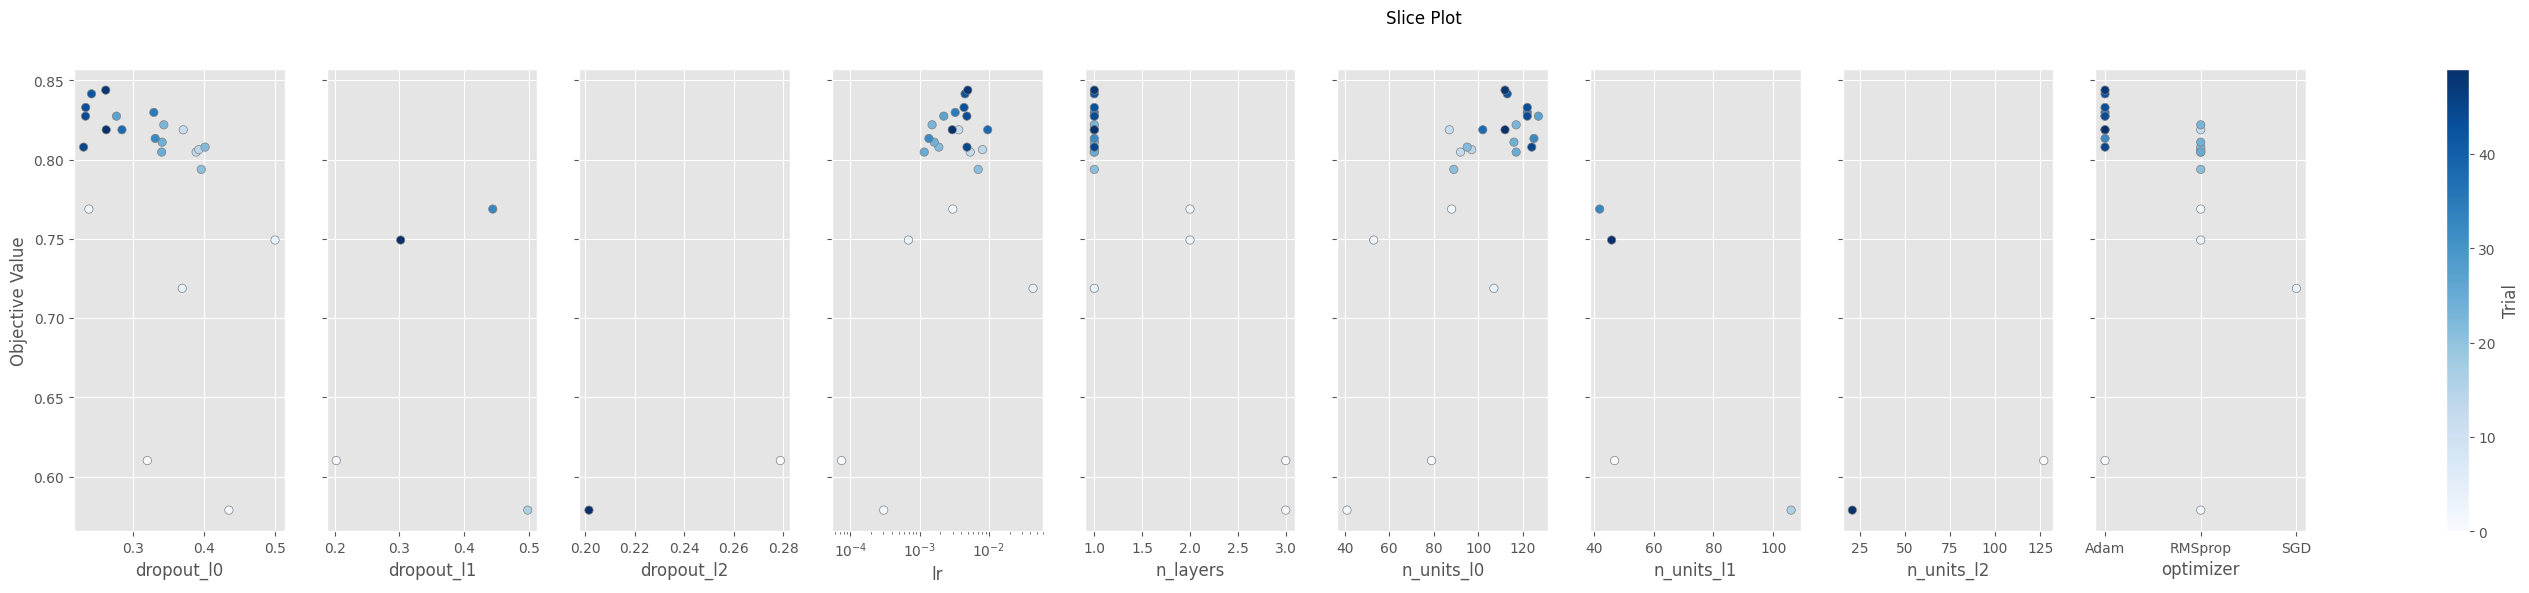 Slice Plot
Objective Value
0.85
0.80
0.75
0.70
0.65
0.60
0.3 0.4 0.5
dropout_l0
0.2 0.3 0.4 0.5
dropout_l1
0.20 0.22 0.24 0.26 0.28
dropout_l2
10⁻⁴ 10⁻³ 10⁻²
lr
1.0 1.5 2.0 2.5 3.0
n_layers
40 60 80 100 120
n_units_l0
40 60 80 100
n_units_l1
25 50 75 100 125
n_units_l2
Adam RMSprop SGD
optimizer
40
30
20
10
0
Trial